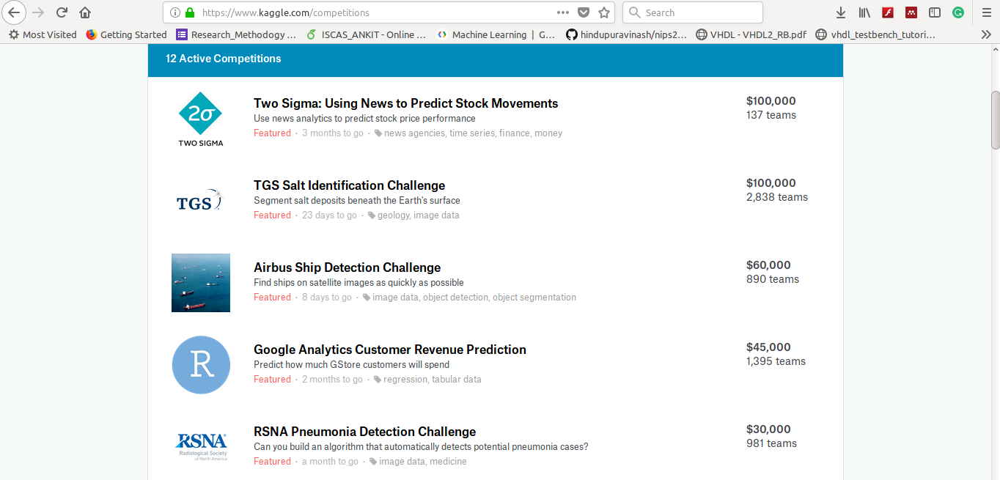 https://www.kaggle.com/competitions
Search
Most Visited Getting Started Research_Methodogy ... ISCAS_ANKIT - Online ... Machine Learning | G... hindupuravinash/nips2... VHDL - VHDL2_RB.pdf vhdl_testbench_tutori...
12 Active Competitions
2σ
TWO SIGMA
Two Sigma: Using News to Predict Stock Movements
$100,000
Use news analytics to predict stock price performance
137 teams
Featured · 3 months to go · news agencies, time series, finance, money
TGS
TGS Salt Identification Challenge
$100,000
Segment salt deposits beneath the Earth's surface
2,838 teams
Featured · 23 days to go · geology, image data
Airbus Ship Detection Challenge
$60,000
Find ships on satellite images as quickly as possible
890 teams
Featured · 8 days to go · image data, object detection, object segmentation
R
Google Analytics Customer Revenue Prediction
$45,000
Predict how much GStore customers will spend
1,395 teams
Featured · 2 months to go · regression, tabular data
RSNA
Radiological Society
of North America
RSNA Pneumonia Detection Challenge
$30,000
Can you build an algorithm that automatically detects potential pneumonia cases?
981 teams
Featured · a month to go · image data, medicine